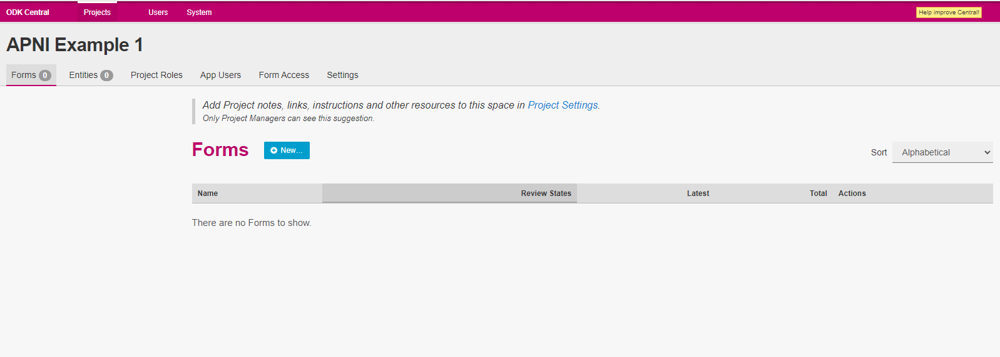 ODK Central Projects Users System Help improve Central!
APNI Example 1
Forms 0 Entities 0 Project Roles App Users Form Access Settings
Add Project notes, links, instructions and other resources to this space in Project Settings.
Only Project Managers can see this suggestion.
Forms New... Sort Alphabetical
Name Review States Latest Total Actions
There are no Forms to show.